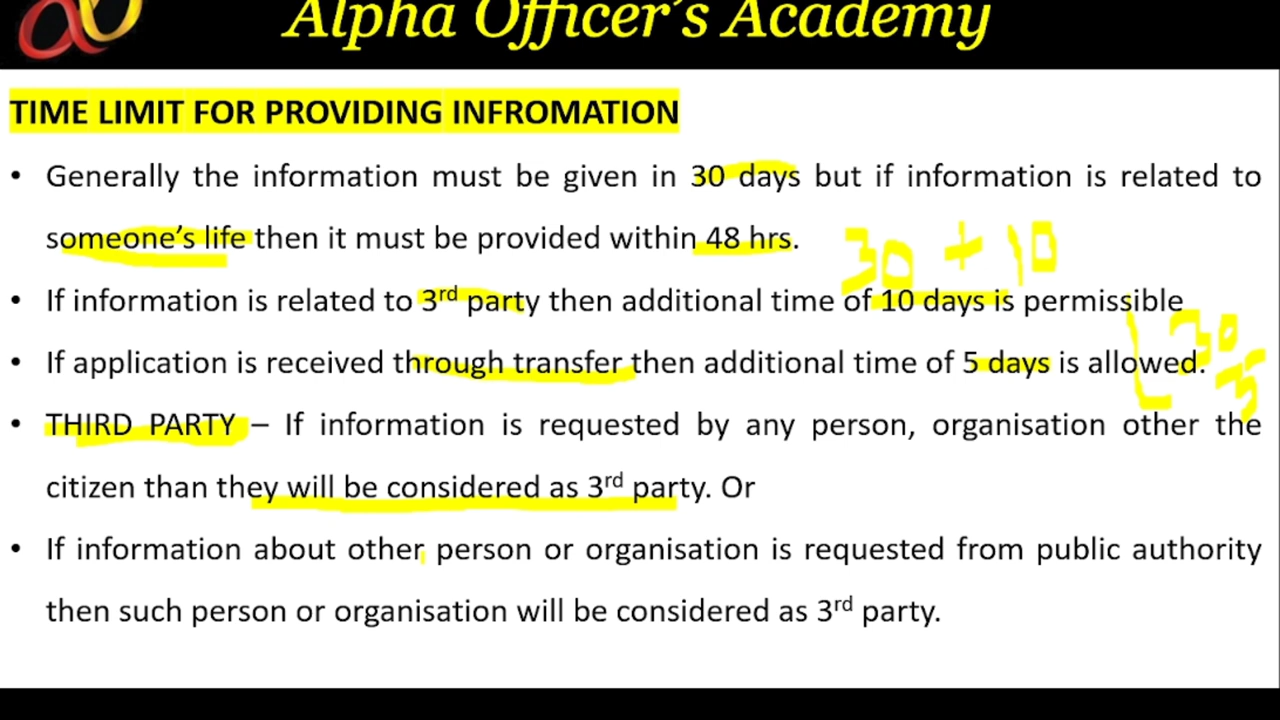 Alpha Officer's Academy
TIME LIMIT FOR PROVIDING INFROMATION
• Generally the information must be given in 30 days but if information is related to
someone's life then it must be provided within 48 hrs.
30 + 10
• If information is related to 3rd party then additional time of 10 days is permissible
30
• If application is received through transfer then additional time of 5 days is allowed.
+5
• THIRD PARTY – If information is requested by any person, organisation other the
citizen than they will be considered as 3rd party. Or
• If information about other person or organisation is requested from public authority
then such person or organisation will be considered as 3rd party.